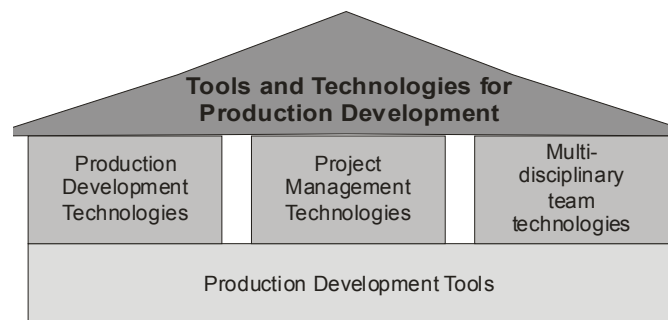 Tools and Technologies for
Production Development
Production
Development
Technologies
Project
Management
Technologies
Multi-
disciplinary
team
technologies
Production Development Tools